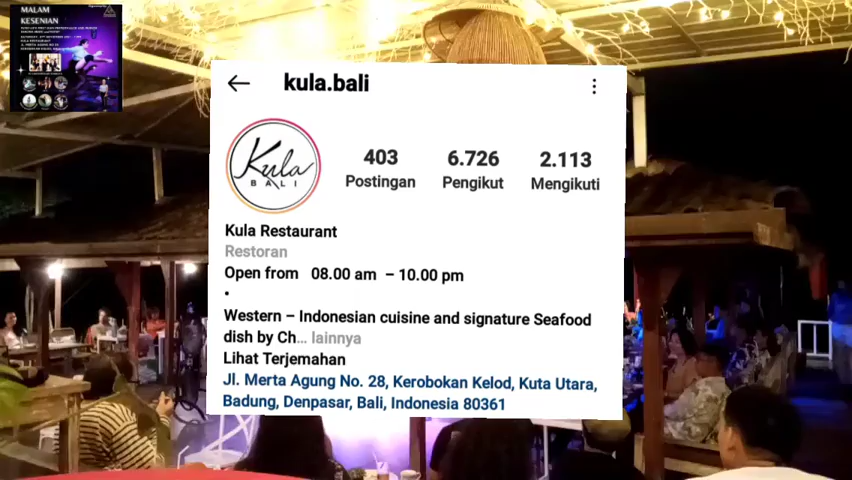 MALAM
KESENIAN
KULA RESTAURANT
kula.bali
Kula
BALI
403
6.726
2.113
Postingan
Pengikut
Mengikuti
Kula Restaurant
Restoran
Open from 08.00 am – 10.00 pm
•
Western – Indonesian cuisine and signature Seafood
dish by Ch... lainnya
Lihat Terjemahan
Jl. Merta Agung No. 28, Kerobokan Kelod, Kuta Utara,
Badung, Denpasar, Bali, Indonesia 80361